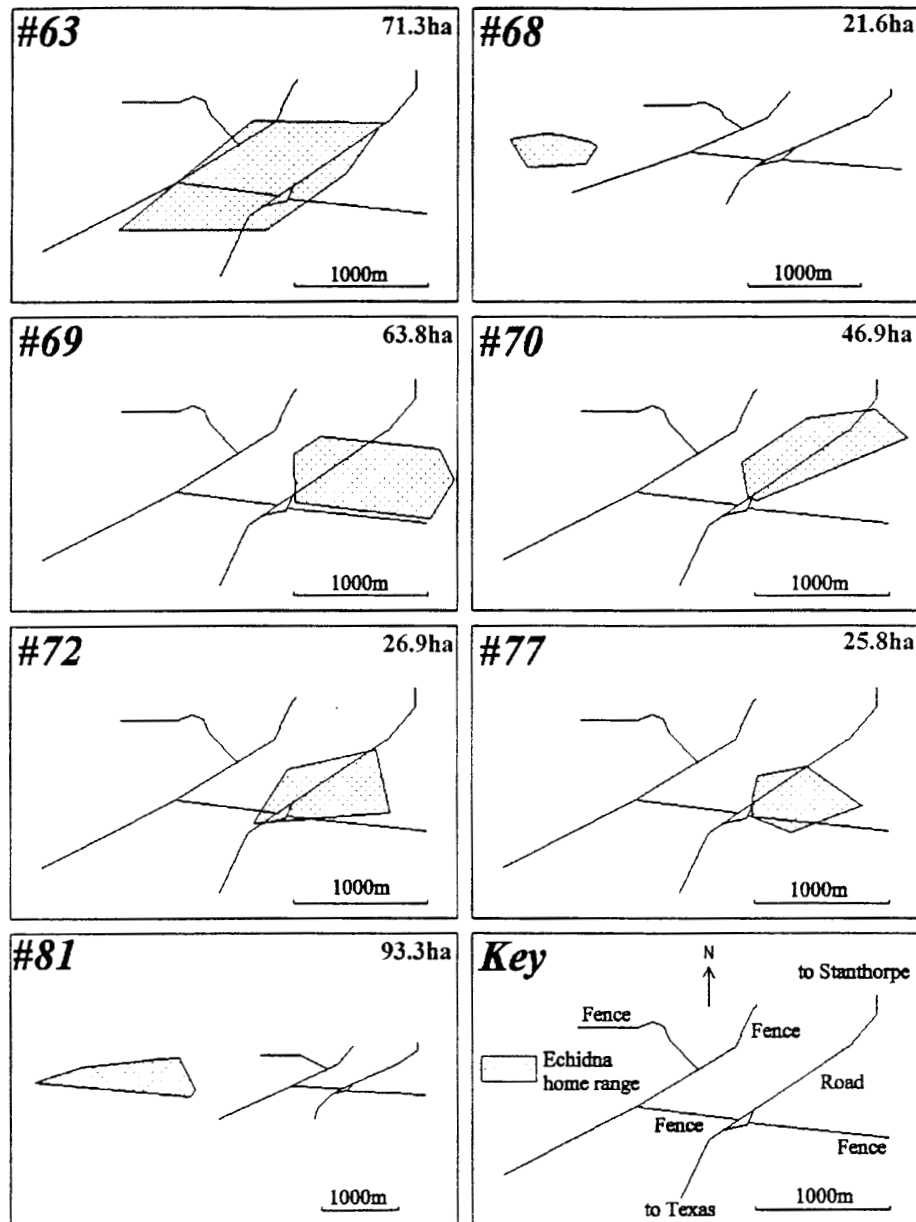 #63 71.3ha
1000m
#68 21.6ha
1000m
#69 63.8ha
1000m
#70 46.9ha
1000m
#72 26.9ha
1000m
#77 25.8ha
1000m
#81 93.3ha
1000m
Key
N
to Stanthorpe
Fence
Fence
Echidna
home range
Road
Fence
Fence
to Texas
1000m